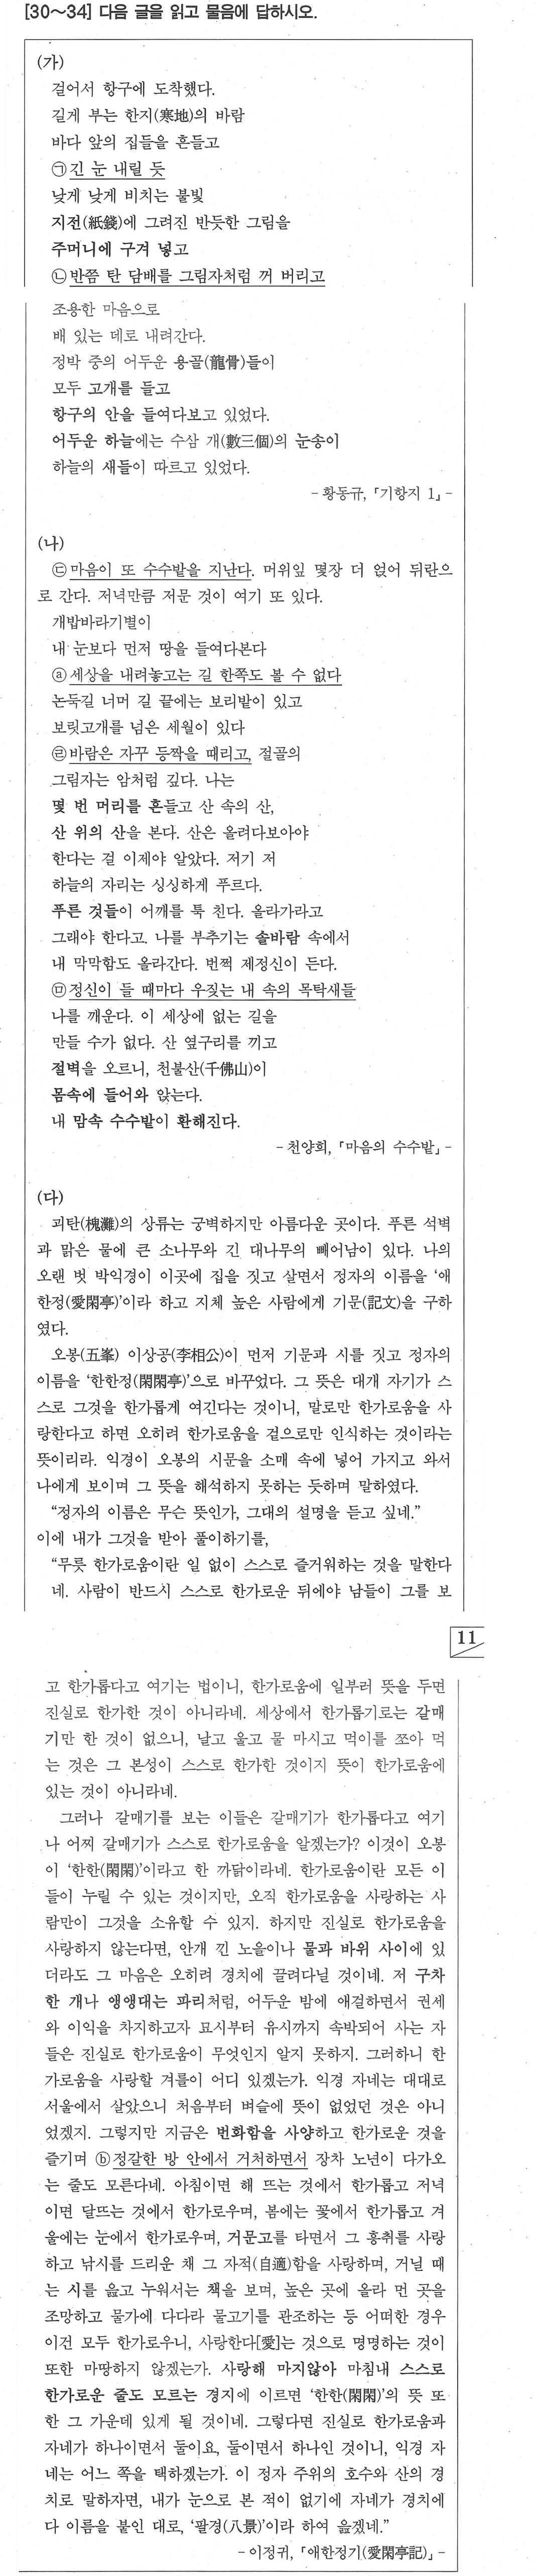 [30～34] 다음 글을 읽고 물음에 답하시오.
(가)
걸어서 항구에 도착했다.
길게 부는 한지(寒地)의 바람
바다 앞의 집들을 흔들고
㉠긴 눈 내릴 듯
낮게 낮게 비치는 불빛
지전(紙錢)에 그려진 반듯한 그림을
주머니에 구겨 넣고
㉡반쯤 탄 담배를 그림자처럼 꺼 버리고
조용한 마음으로
배 있는 데로 내려간다.
정박 중의 어두운 용골(龍骨)들이
모두 고개를 들고
항구의 안을 들여다보고 있었다.
어두운 하늘에는 수삼 개(數三個)의 눈송이
하늘의 새들이 따르고 있었다.
- 황동규, 「기항지 1」-
(나)
㉢마음이 또 수수밭을 지난다. 머위잎 몇장 더 얹어 뒤란으
로 간다. 저녁만큼 저문 것이 여기 또 있다.
개밥바라기별이
내 눈보다 먼저 땅을 들여다본다
ⓐ세상을 내려놓고는 길 한쪽도 볼 수 없다
논둑길 너머 길 끝에는 보리밭이 있고
보릿고개를 넘은 세월이 있다
㉣바람은 자꾸 등짝을 때리고, 절골의
그림자는 암처럼 깊다. 나는
몇 번 머리를 흔들고 산 속의 산,
산 위의 산을 본다. 산은 올려다보아야
한다는 걸 이제야 알았다. 저기 저
하늘의 자리는 싱싱하게 푸르다.
푸른 것들이 어깨를 툭 친다. 올라가라고
그래야 한다고. 나를 부추기는 솔바람 속에서
내 막막함도 올라간다. 번쩍 제정신이 든다.
㉤정신이 들 때마다 우짖는 내 속의 목탁새들
나를 깨운다. 이 세상에 없는 길을
만들 수가 없다. 산 옆구리를 끼고
절벽을 오르니, 천불산(千佛山)이
몸속에 들어와 앉는다.
내 맘속 수수밭이 환해진다.
- 천양희, 「마음의 수수밭」-
(다)
괴탄(槐灘)의 상류는 궁벽하지만 아름다운 곳이다. 푸른 석벽
과 맑은 물에 큰 소나무와 긴 대나무의 빼어남이 있다. 나의
오랜 벗 박익경이 이곳에 집을 짓고 살면서 정자의 이름을 ‘애
한정(愛閑亭)’이라 하고 지체 높은 사람에게 기문(記文)을 구하
였다.
오봉(五峯) 이상공(李相公)이 먼저 기문과 시를 짓고 정자의
이름을 ‘한한정(閑閑亭)’으로 바꾸었다. 그 뜻은 대개 자기가 스
스로 그것을 한가롭게 여긴다는 것이니, 말로만 한가로움을 사
랑한다고 하면 오히려 한가로움을 겉으로만 인식하는 것이라는
뜻이리라. 익경이 오봉의 시문을 소매 속에 넣어 가지고 와서
나에게 보이며 그 뜻을 해석하지 못하는 듯하며 말하였다.
“정자의 이름은 무슨 뜻인가, 그대의 설명을 듣고 싶네.”
이에 내가 그것을 받아 풀이하기를,
“무릇 한가로움이란 일 없이 스스로 즐거워하는 것을 말한다
네. 사람이 반드시 스스로 한가로운 뒤에야 남들이 그를 보
11
고 한가롭다고 여기는 법이니, 한가로움에 일부러 뜻을 두면
진실로 한가한 것이 아니라네. 세상에서 한가롭기로는 갈매
기만 한 것이 없으니, 날고 울고 물 마시고 먹이를 쪼아 먹
는 것은 그 본성이 스스로 한가한 것이지 뜻이 한가로움에
있는 것이 아니라네.
그러나 갈매기를 보는 이들은 갈매기가 한가롭다고 여기
나 어찌 갈매기가 스스로 한가로움을 알겠는가? 이것이 오봉
이 ‘한한(閑閑)’이라고 한 까닭이라네. 한가로움이란 모든 이
들이 누릴 수 있는 것이지만, 오직 한가로움을 사랑하는 사
람만이 그것을 소유할 수 있지. 하지만 진실로 한가로움을
사랑하지 않는다면, 안개 낀 노을이나 물과 바위 사이에 있
더라도 그 마음은 오히려 경치에 끌려다닐 것이네. 저 구차
한 개나 앵앵대는 파리처럼, 어두운 밤에 애걸하면서 권세
와 이익을 차지하고자 묘시부터 유시까지 속박되어 사는 자
들은 진실로 한가로움이 무엇인지 알지 못하지. 그러하니 한
가로움을 사랑할 겨를이 어디 있겠는가. 익경 자네는 대대로
서울에서 살았으니 처음부터 벼슬에 뜻이 없었던 것은 아니
었겠지. 그렇지만 지금은 번화함을 사양하고 한가로운 것을
즐기며 ⓑ정갈한 방 안에서 거처하면서 장차 노년이 다가오
는 줄도 모른다네. 아침이면 해 뜨는 것에서 한가롭고 저녁
이면 달뜨는 것에서 한가로우며, 봄에는 꽃에서 한가롭고 겨
울에는 눈에서 한가로우며, 거문고를 타면서 그 흥취를 사랑
하고 낚시를 드리운 채 그 자적(自適)함을 사랑하며, 거닐 때
는 시를 읊고 누워서는 책을 보며, 높은 곳에 올라 먼 곳을
조망하고 물가에 다다라 물고기를 관조하는 등 어떠한 경우
이건 모두 한가로우니, 사랑한다[愛]는 것으로 명명하는 것이
또한 마땅하지 않겠는가. 사랑해 마지않아 마침내 스스로
한가로운 줄도 모르는 경지에 이르면 ‘한한(閑閑)’의 뜻 또
한 그 가운데 있게 될 것이네. 그렇다면 진실로 한가로움과
자네가 하나이면서 둘이요, 둘이면서 하나인 것이니, 익경 자
네는 어느 쪽을 택하겠는가. 이 정자 주위의 호수와 산의 경
치로 말하자면, 내가 눈으로 본 적이 없기에 자네가 경치에
다 이름을 붙인 대로, ‘팔경(八景)’이라 하여 읊겠네.”
- 이정귀, 「애한정기(愛閑亭記)」-